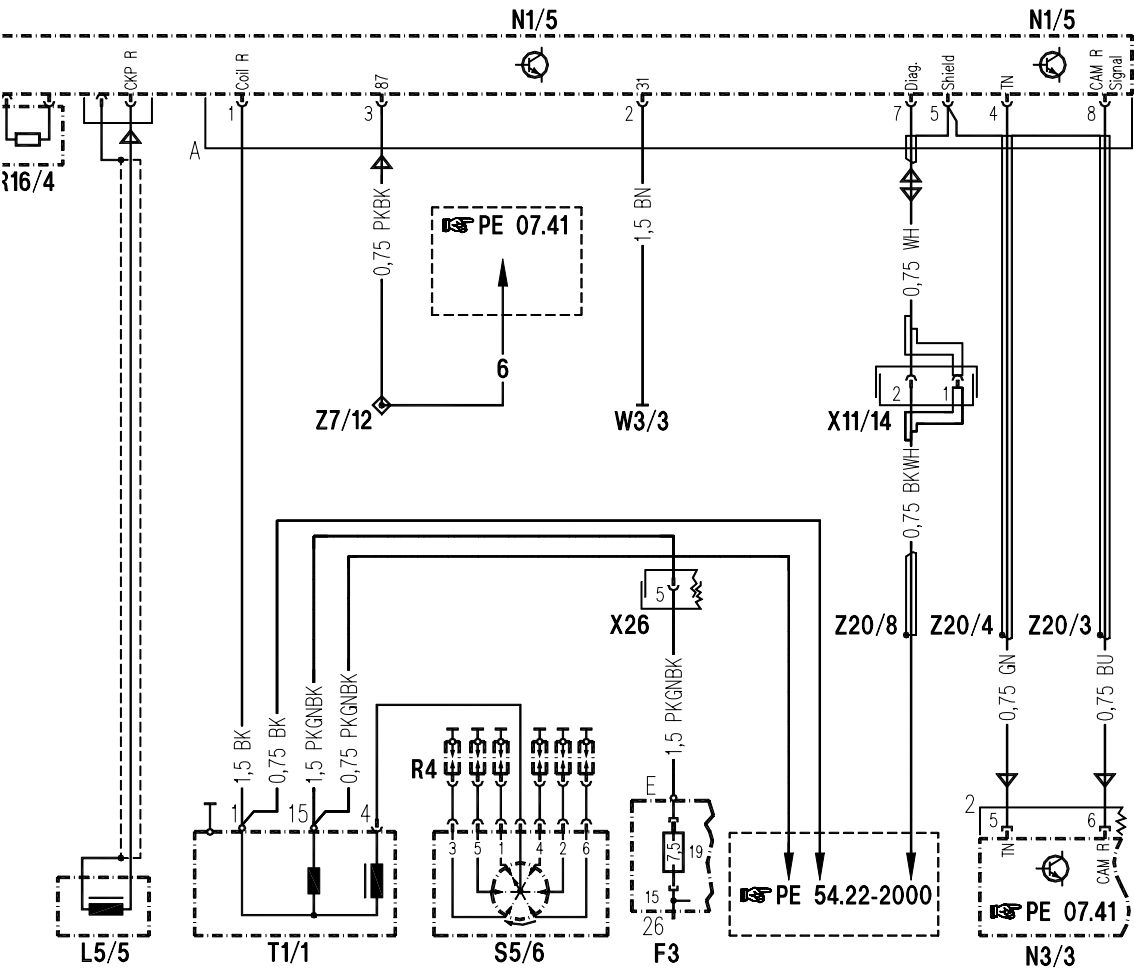 N1/5 N1/5
CKP R
Coil R
87
31
Diag.
Shield
TN
CAM R
Signal
1 3 2 7 5 4 8
A
R16/4
0,75 PKBK
PE 07.41
1,5 BN
0,75 WH
6
Z7/12
W3/3
2 1
X11/14
0,75 BKWH
5
X26
Z20/8 Z20/4 Z20/3
1,5 BK
0,75 BK
1,5 PKGNBK
0,75 PKGNBK
1,5 PKGNBK
0,75 GN
0,75 BU
R4
E
1 15 4
2
5 6
3 5 1 4 2 6
7,5
19
15
26
TN
CAM R
PE 54.22-2000
PE 07.41
L5/5 T1/1 S5/6 F3 N3/3